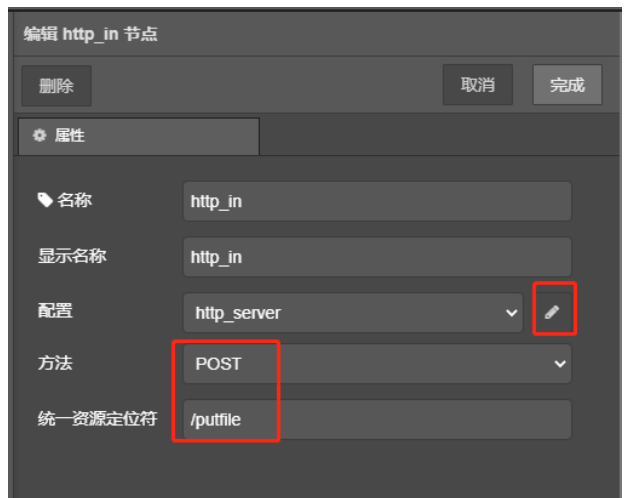 编辑 http_in 节点
删除 取消 完成
属性
名称 http_in
显示名称 http_in
配置 http_server
方法 POST
统一资源定位符 /putfile